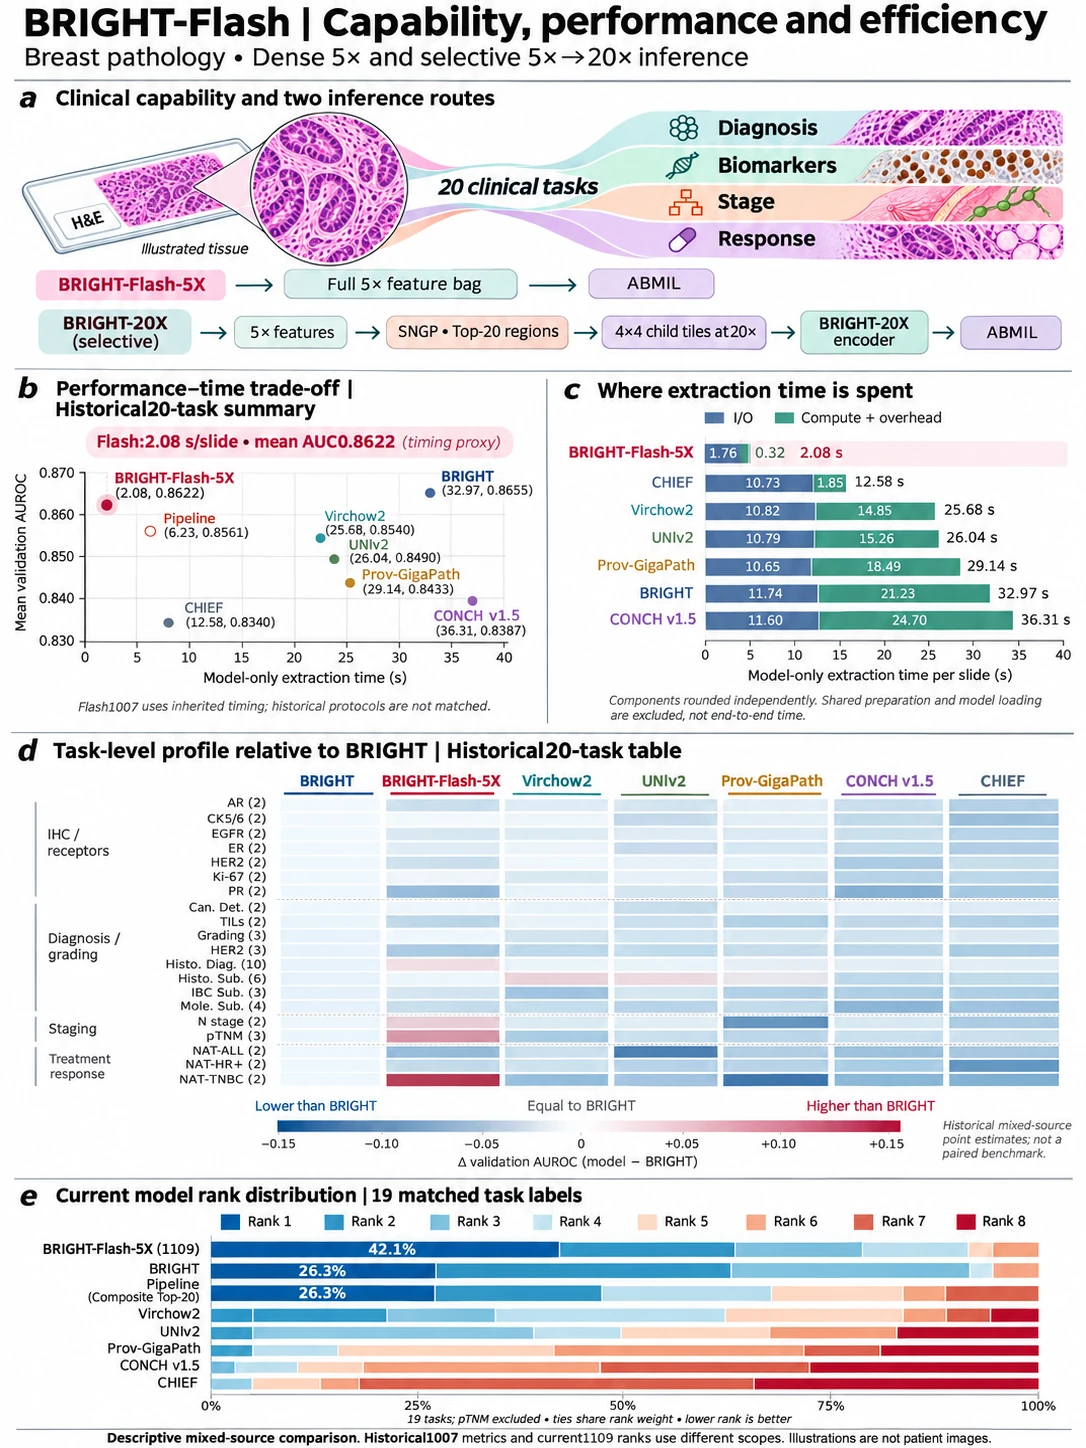 BRIGHT-Flash | Capability, performance and efficiency
Breast pathology • Dense 5× and selective 5×→20× inference
a Clinical capability and two inference routes
H&E
Illustrated tissue
20 clinical tasks
Diagnosis
Biomarkers
Stage
Response
BRIGHT-Flash-5X
Full 5× feature bag
ABMIL
BRIGHT-20X
(selective)
5× features
SNGP • Top-20 regions
4×4 child tiles at20×
BRIGHT-20X
encoder
ABMIL
b Performance–time trade-off |
Historical20-task summary
Flash:2.08 s/slide • mean AUC0.8622 (timing proxy)
Mean validation AUROC
0.870
0.860
0.850
0.840
0.830
BRIGHT-Flash-5X
(2.08, 0.8622)
BRIGHT
(32.97, 0.8655)
Pipeline
(6.23, 0.8561)
Virchow2
(25.68, 0.8540)
UNIv2
(26.04, 0.8490)
Prov-GigaPath
(29.14, 0.8433)
CHIEF
(12.58, 0.8340)
CONCH v1.5
(36.31, 0.8387)
0 5 10 15 20 25 30 35 40
Model-only extraction time (s)
Flash1007 uses inherited timing; historical protocols are not matched.
c Where extraction time is spent
I/O Compute + overhead
BRIGHT-Flash-5X 1.76 0.32 2.08 s
CHIEF 10.73 1.85 12.58 s
Virchow2 10.82 14.85 25.68 s
UNIv2 10.79 15.26 26.04 s
Prov-GigaPath 10.65 18.49 29.14 s
BRIGHT 11.74 21.23 32.97 s
CONCH v1.5 11.60 24.70 36.31 s
0 5 10 15 20 25 30 35 40
Model-only extraction time per slide (s)
Components rounded independently. Shared preparation and model loading
are excluded, not end-to-end time.
d Task-level profile relative to BRIGHT | Historical20-task table
BRIGHT BRIGHT-Flash-5X Virchow2 UNIv2 Prov-GigaPath CONCH v1.5 CHIEF
IHC /
receptors
AR (2)
CK5/6 (2)
EGFR (2)
ER (2)
HER2 (2)
Ki-67 (2)
PR (2)
Diagnosis /
grading
Can. Det. (2)
TILs (2)
Grading (3)
HER2 (3)
Histo. Diag. (10)
Histo. Sub. (6)
IBC Sub. (3)
Mole. Sub. (4)
Staging
N stage (2)
pTNM (3)
Treatment
response
NAT-ALL (2)
NAT-HR+ (2)
NAT-TNBC (2)
Lower than BRIGHT Equal to BRIGHT Higher than BRIGHT
−0.15 −0.10 −0.05 0 +0.05 +0.10 +0.15
Δ validation AUROC (model − BRIGHT)
Historical mixed-source
point estimates; not a
paired benchmark.
e Current model rank distribution | 19 matched task labels
Rank 1 Rank 2 Rank 3 Rank 4 Rank 5 Rank 6 Rank 7 Rank 8
BRIGHT-Flash-5X (1109) 42.1%
BRIGHT 26.3%
Pipeline
(Composite Top-20) 26.3%
Virchow2
UNIv2
Prov-GigaPath
CONCH v1.5
CHIEF
0% 25% 50% 75% 100%
19 tasks; pTNM excluded • ties share rank weight • lower rank is better
Descriptive mixed-source comparison. Historical1007 metrics and current1109 ranks use different scopes. Illustrations are not patient images.